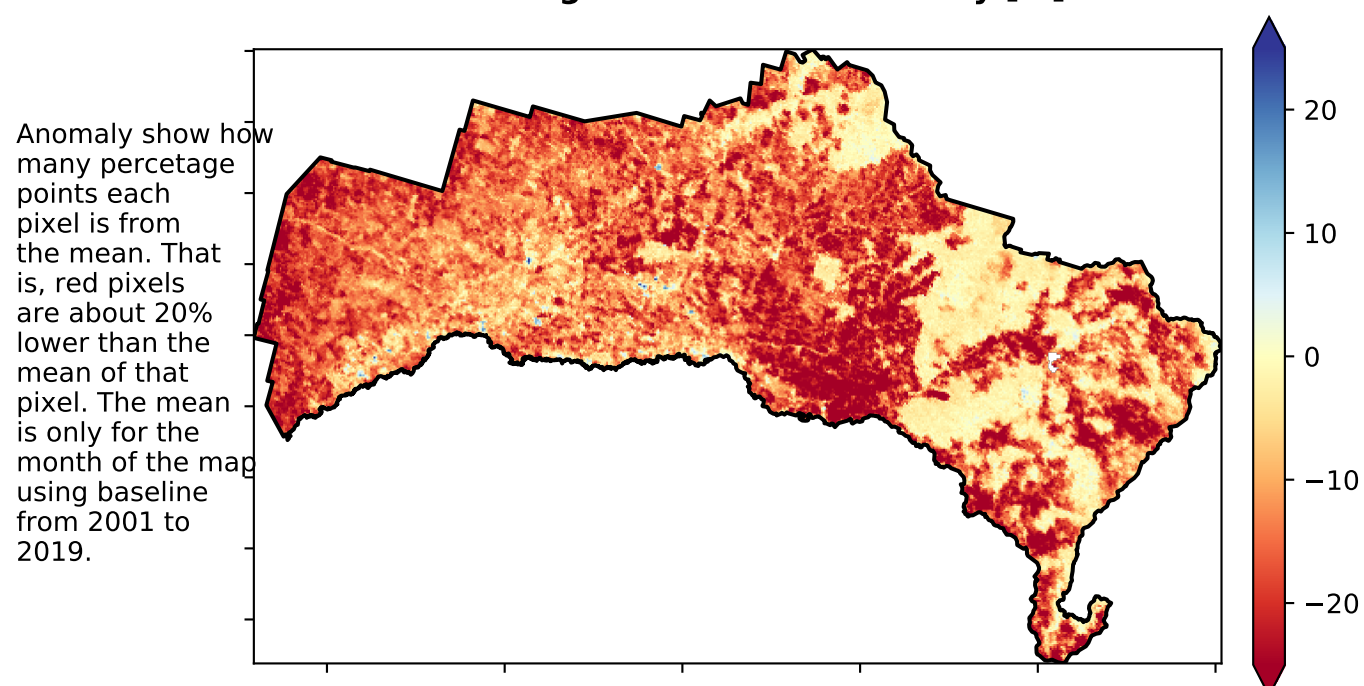 Anomaly show how
many percetage
points each
pixel is from
the mean. That
is, red pixels
are about 20%
lower than the
mean of that
pixel. The mean
is only for the
month of the map
using baseline
from 2001 to
2019.
20
10
0
−10
−20